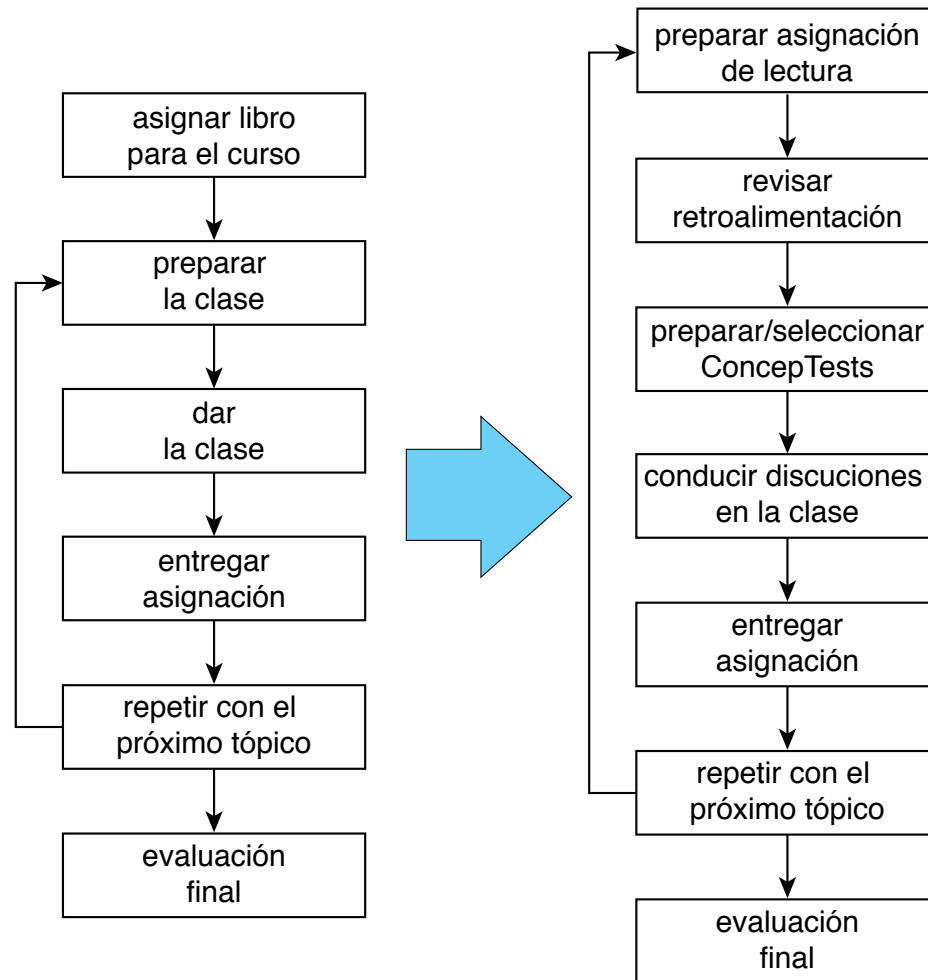 asignar libro
para el curso
preparar
la clase
dar
la clase
entregar
asignación
repetir con el
próximo tópico
evaluación
final
preparar asignación
de lectura
revisar
retroalimentación
preparar/seleccionar
ConcepTests
conducir discuciones
en la clase
entregar
asignación
repetir con el
próximo tópico
evaluación
final